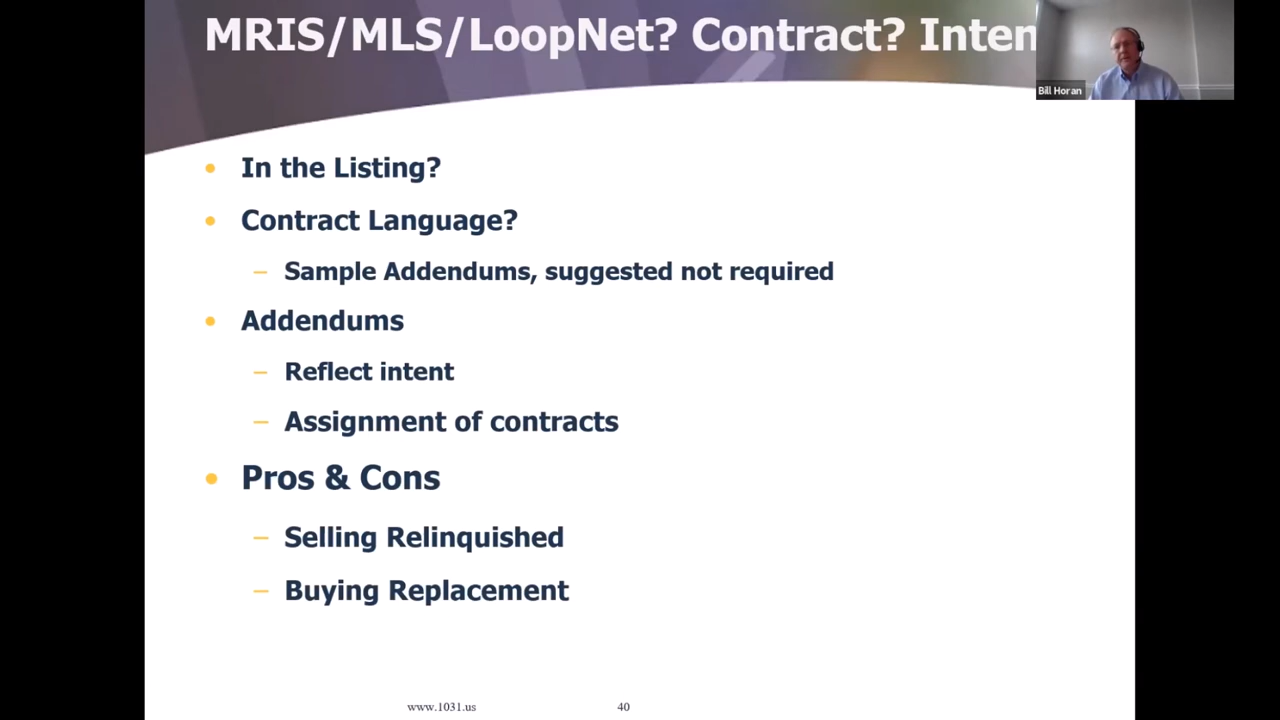 MRIS/MLS/LoopNet? Contract? Inten
Bill Horan
• In the Listing?
• Contract Language?
– Sample Addendums, suggested not required
• Addendums
– Reflect intent
– Assignment of contracts
• Pros & Cons
– Selling Relinquished
– Buying Replacement
www.1031.us
40